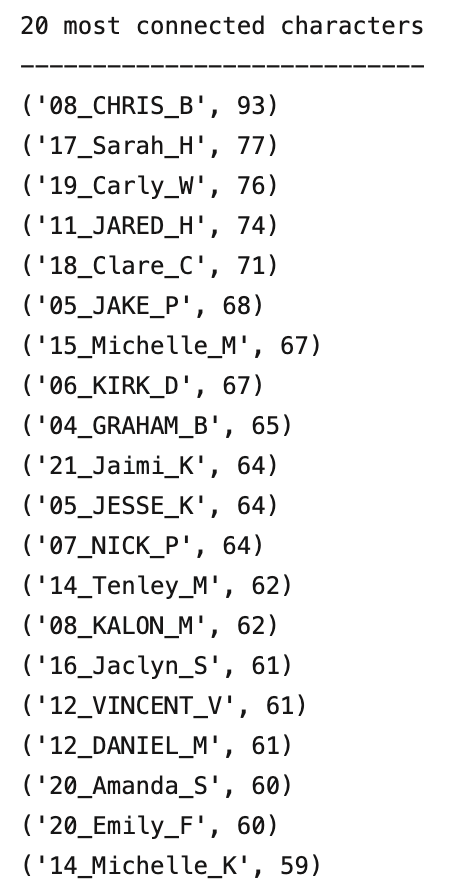 20 most connected characters
----------------------------
('08_CHRIS_B', 93)
('17_Sarah_H', 77)
('19_Carly_W', 76)
('11_JARED_H', 74)
('18_Clare_C', 71)
('05_JAKE_P', 68)
('15_Michelle_M', 67)
('06_KIRK_D', 67)
('04_GRAHAM_B', 65)
('21_Jaimi_K', 64)
('05_JESSE_K', 64)
('07_NICK_P', 64)
('14_Tenley_M', 62)
('08_KALON_M', 62)
('16_Jaclyn_S', 61)
('12_VINCENT_V', 61)
('12_DANIEL_M', 61)
('20_Amanda_S', 60)
('20_Emily_F', 60)
('14_Michelle_K', 59)